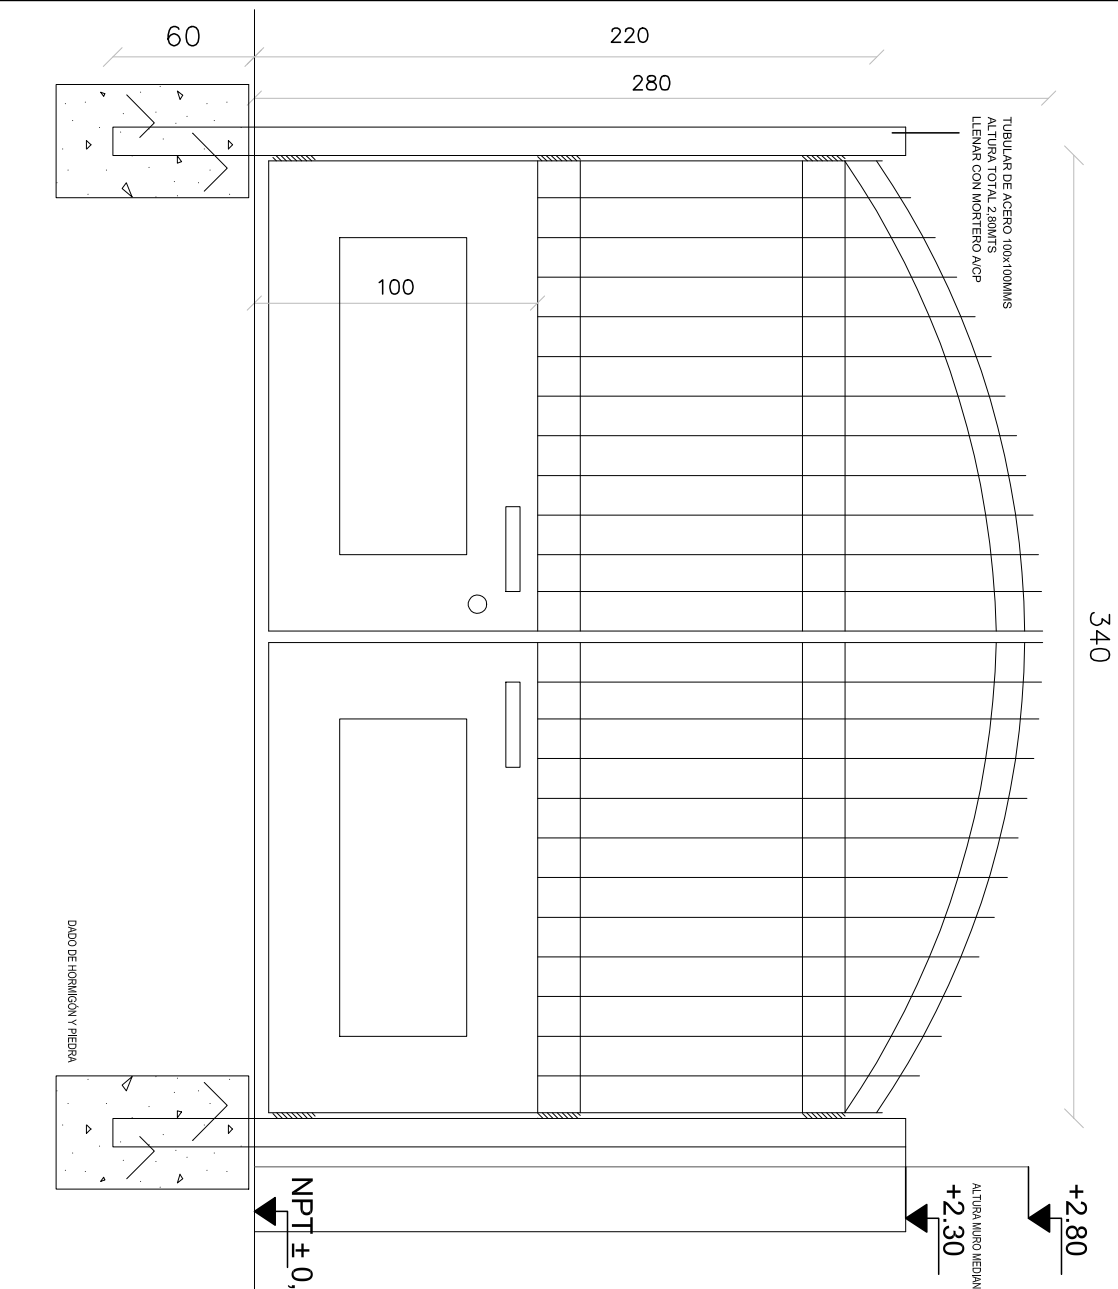 60
220
280
TUBULAR DE ACERO 100x100MMS
ALTURA TOTAL 2,80MTS
LLENAR CON MORTERO A/CP
100
340
DADO DE HORMIGÓN Y PIEDRA
NPT ± 0,
+2.30
ALTURA MURO MEDIAN
+2.80